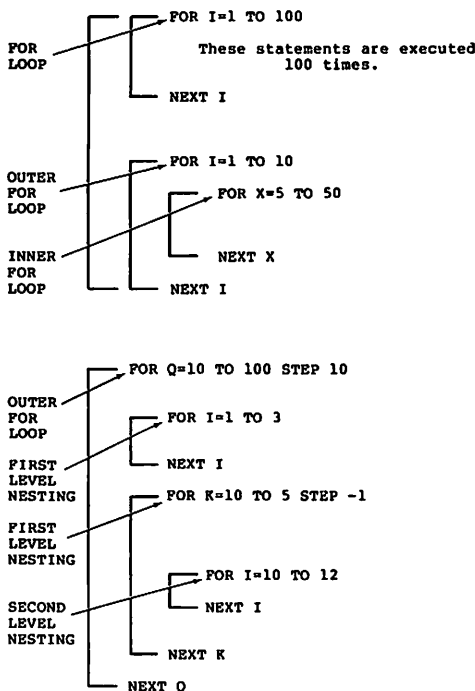 FOR I=1 TO 100
FOR
LOOP
These statements are executed
100 times.
NEXT I
OUTER
FOR
LOOP
FOR I=1 TO 10
FOR X=5 TO 50
INNER
FOR
LOOP
NEXT X
NEXT I
FOR Q=10 TO 100 STEP 10
OUTER
FOR
LOOP
FOR I=1 TO 3
FIRST
LEVEL
NESTING
NEXT I
FOR K=10 TO 5 STEP -1
FIRST
LEVEL
NESTING
FOR I=10 TO 12
SECOND
LEVEL
NESTING
NEXT I
NEXT K
NEXT Q